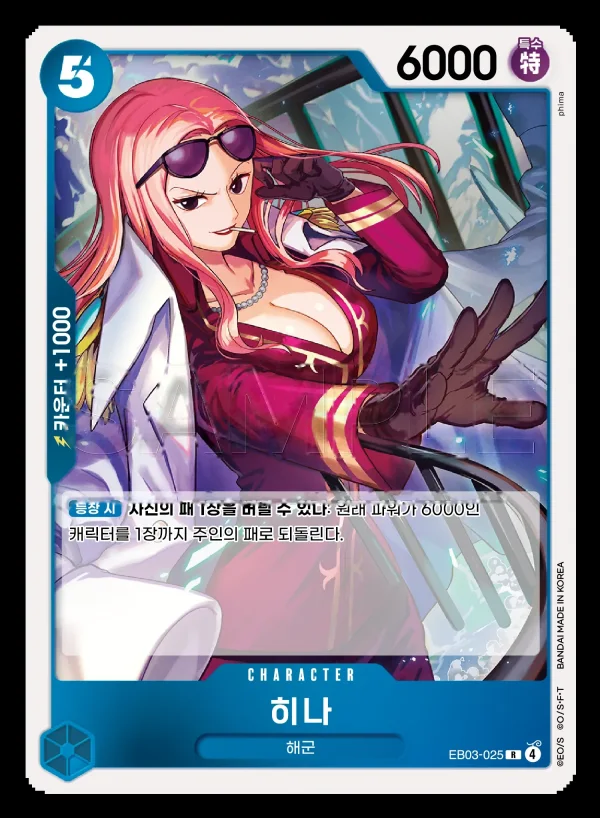 5
6000
특수
特
phima
카운터 +1000
SAMPLE
등장 시 자신의 패 1장을 버릴 수 있다: 원래 파워가 6000인
캐릭터를 1장까지 주인의 패로 되돌린다.
CHARACTER
히나
해군
EB03-025 R 4
©EO/S ©O/S·F·T BANDAI MADE IN KOREA